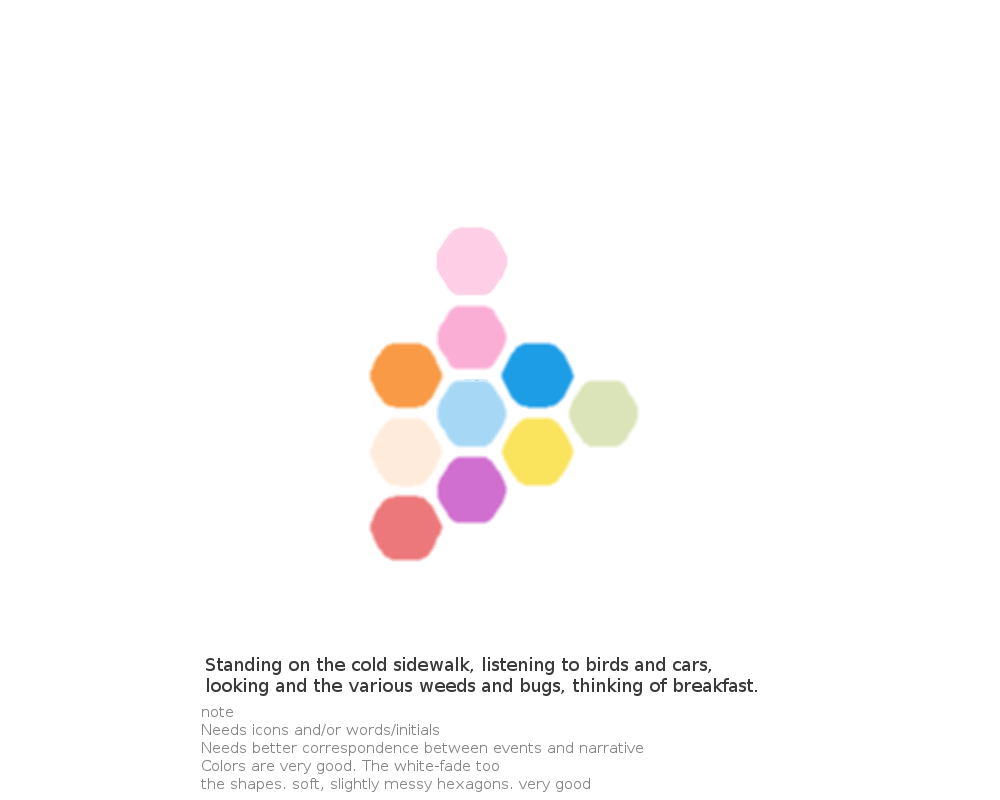 Standing on the cold sidewalk, listening to birds and cars,
looking and the various weeds and bugs, thinking of breakfast.
note
Needs icons and/or words/initials
Needs better correspondence between events and narrative
Colors are very good. The white-fade too
the shapes. soft, slightly messy hexagons. very good